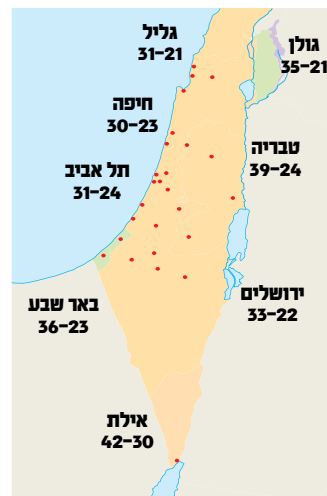 גליל
31–21
גולן
35–21
חיפה
30–23
טבריה
39–24
תל אביב
31–24
ירושלים
33–22
באר שבע
36–23
אילת
42–30